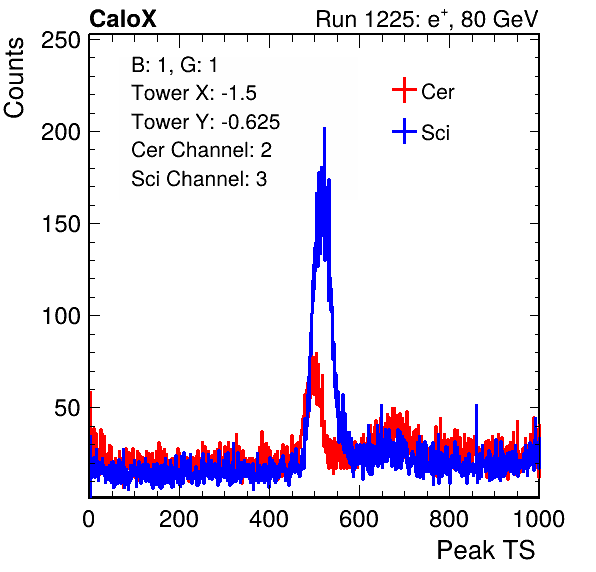 CaloX Run 1225: e⁺, 80 GeV
Counts
250
200
150
100
50
B: 1, G: 1
Tower X: -1.5
Tower Y: -0.625
Cer Channel: 2
Sci Channel: 3
Cer
Sci
0 200 400 600 800 1000
Peak TS